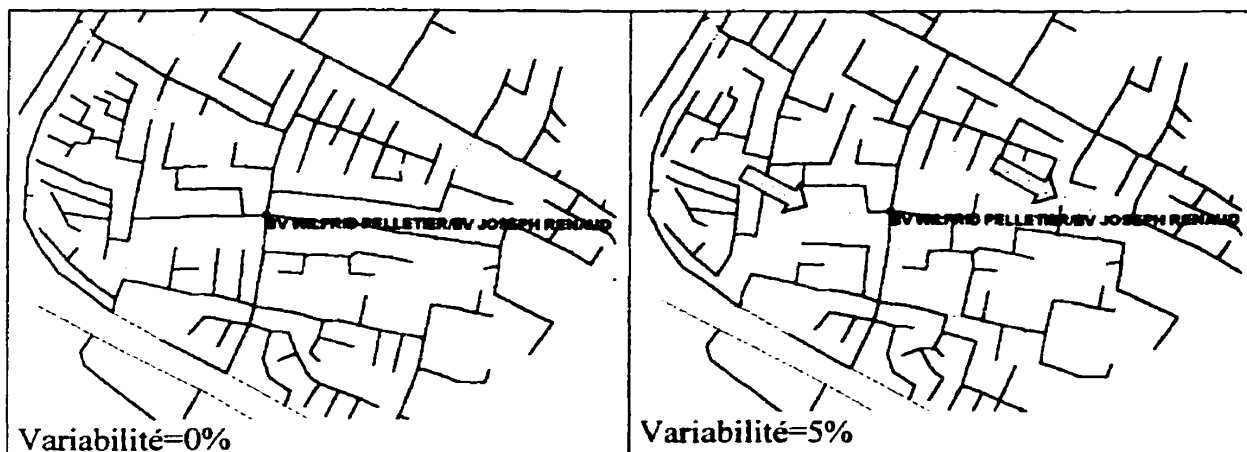 BV WILFRID-PELLETIER/BV JOSEPH RENAUD
BV WILFRID PELLETIER/BV JOSEPH RENAUD
Variabilité=0%
Variabilité=5%